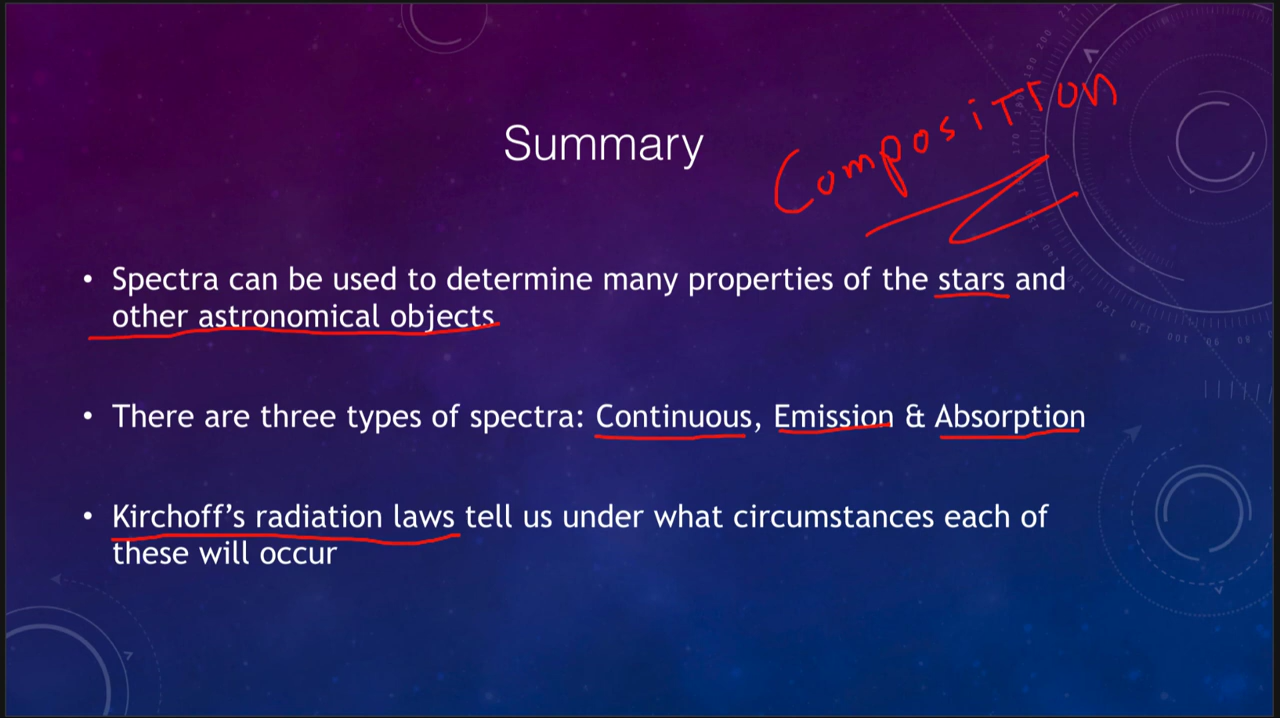 Summary
Composition
• Spectra can be used to determine many properties of the stars and
other astronomical objects
• There are three types of spectra: Continuous, Emission & Absorption
• Kirchoff's radiation laws tell us under what circumstances each of
these will occur